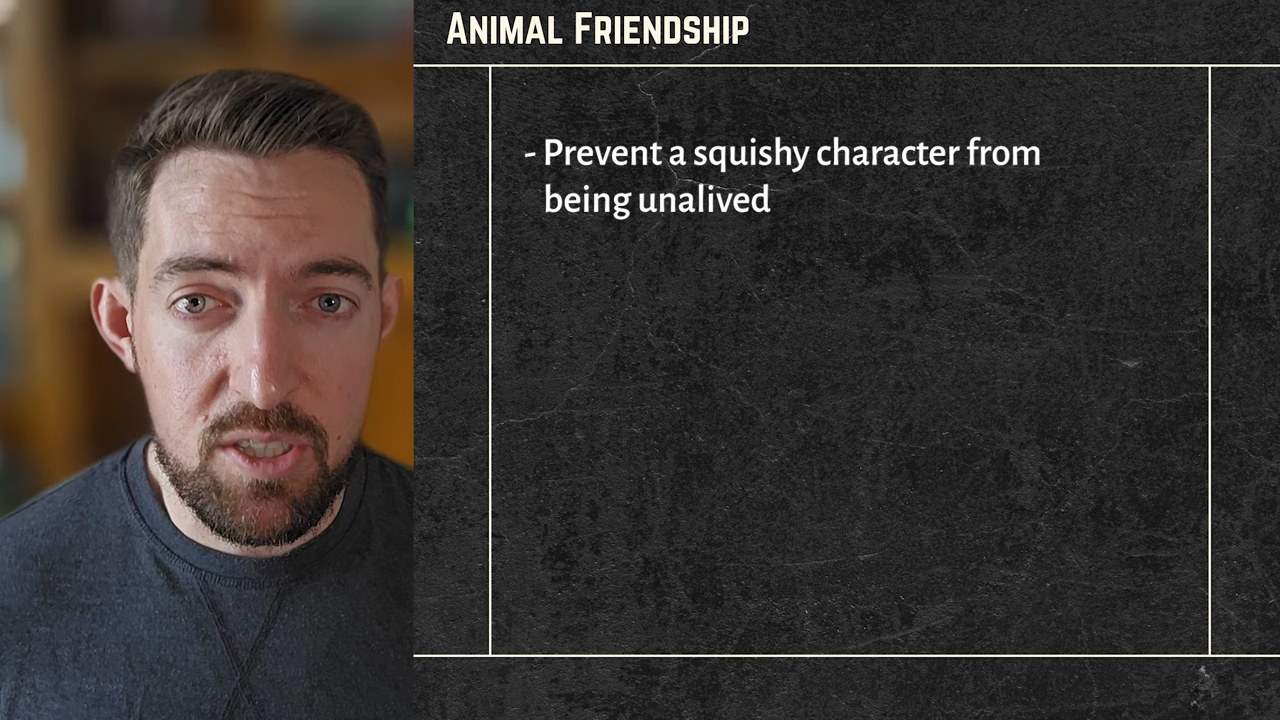 Animal Friendship
- Prevent a squishy character from
being unalived